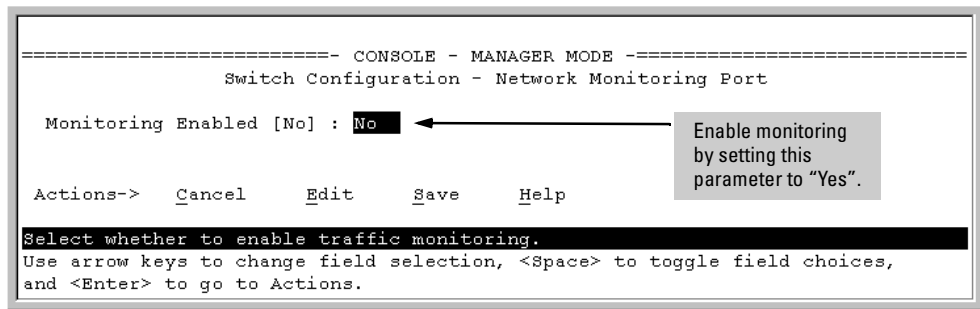 ==========================- CONSOLE - MANAGER MODE -============================
Switch Configuration - Network Monitoring Port
Monitoring Enabled [No] : No
Enable monitoring
by setting this
parameter to “Yes”.
Actions-> Cancel Edit Save Help
Select whether to enable traffic monitoring.
Use arrow keys to change field selection, <Space> to toggle field choices,
and <Enter> to go to Actions.